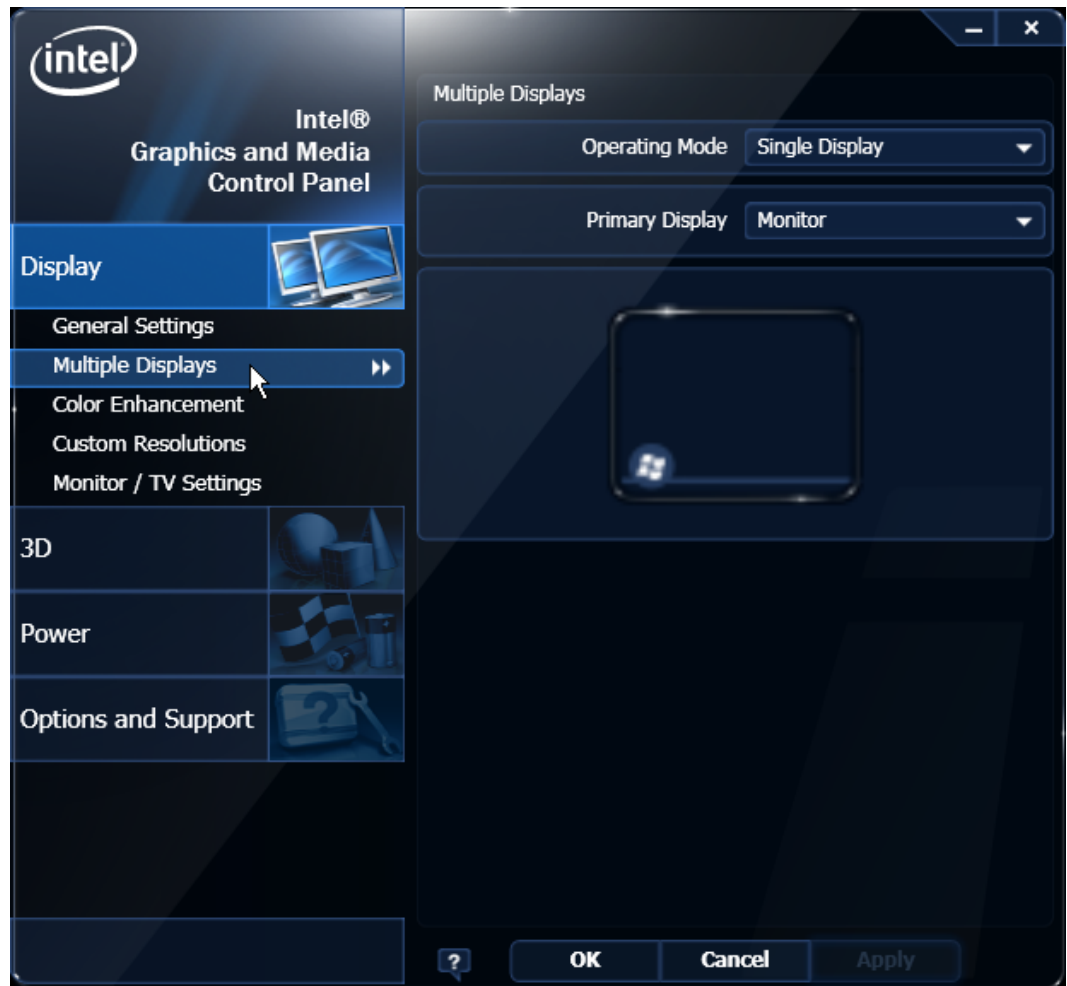 intel
Intel®
Graphics and Media
Control Panel
Display
General Settings
Multiple Displays
Color Enhancement
Custom Resolutions
Monitor / TV Settings
3D
Power
Options and Support
Multiple Displays
Operating Mode Single Display
Primary Display Monitor
? OK Cancel Apply